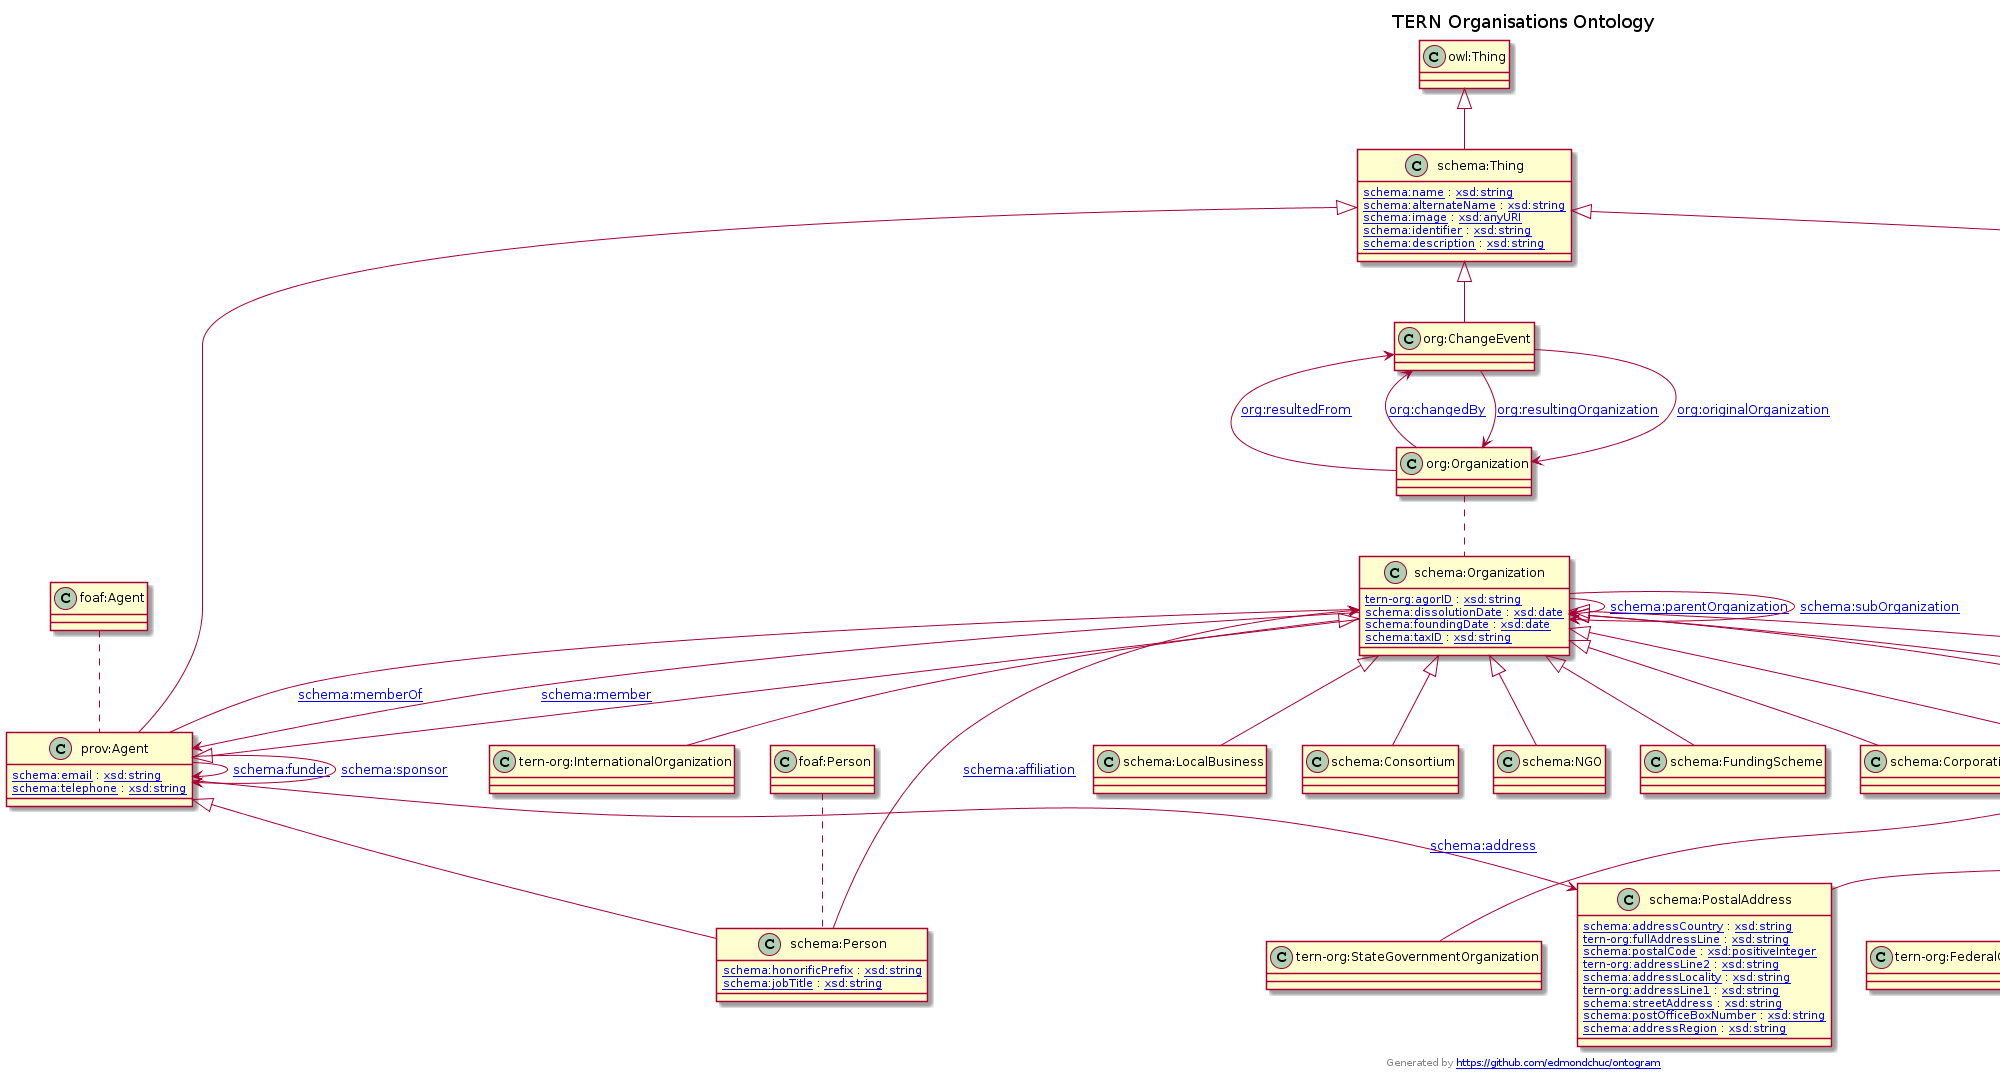 TERN Organisations Ontology
C owl:Thing
C schema:Thing
schema:name : xsd:string
schema:alternateName : xsd:string
schema:image : xsd:anyURI
schema:identifier : xsd:string
schema:description : xsd:string
C org:ChangeEvent
org:resultedFrom
org:changedBy
org:resultingOrganization
org:originalOrganization
C org:Organization
C schema:Organization
tern-org:agorID : xsd:string
schema:dissolutionDate : xsd:date
schema:foundingDate : xsd:date
schema:taxID : xsd:string
schema:parentOrganization
schema:subOrganization
C foaf:Agent
schema:memberOf
schema:member
C prov:Agent
schema:email : xsd:string
schema:telephone : xsd:string
schema:funder
schema:sponsor
C tern-org:InternationalOrganization
C foaf:Person
schema:affiliation
C schema:LocalBusiness
C schema:Consortium
C schema:NGO
C schema:FundingScheme
C schema:Corporati
schema:address
C schema:Person
schema:honorificPrefix : xsd:string
schema:jobTitle : xsd:string
C tern-org:StateGovernmentOrganization
C schema:PostalAddress
schema:addressCountry : xsd:string
tern-org:fullAddressLine : xsd:string
schema:postalCode : xsd:positiveInteger
tern-org:addressLine2 : xsd:string
schema:addressLocality : xsd:string
tern-org:addressLine1 : xsd:string
schema:streetAddress : xsd:string
schema:postOfficeBoxNumber : xsd:string
schema:addressRegion : xsd:string
C tern-org:Federal
Generated by https://github.com/edmondchuc/ontogram